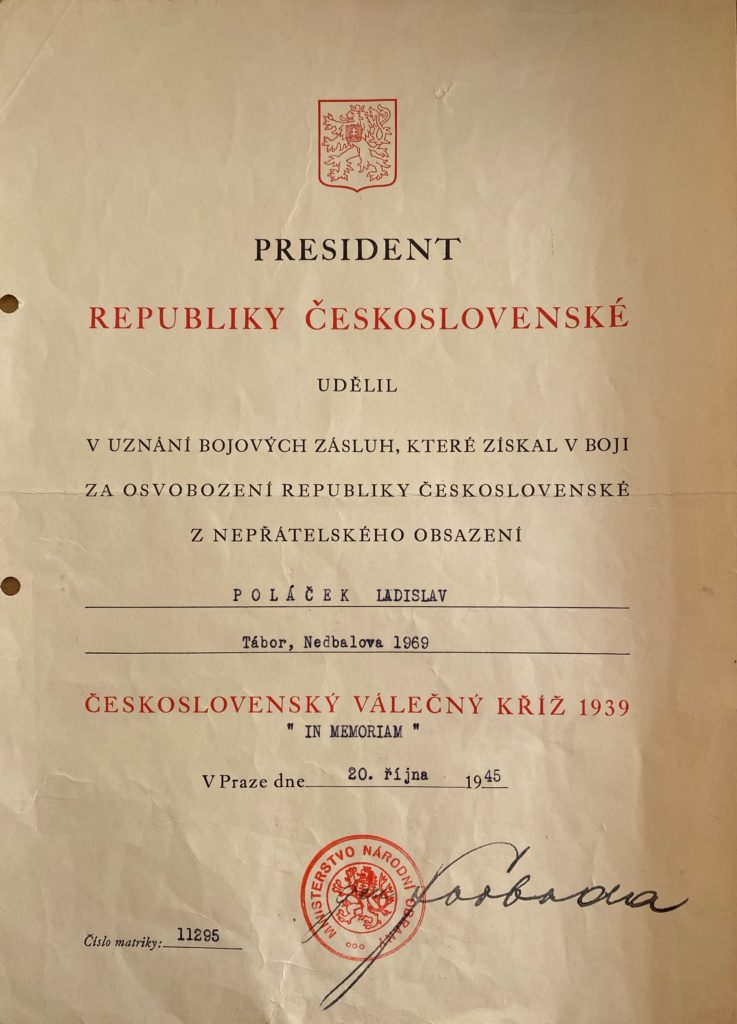 PRESIDENT
REPUBLIKY ČESKOSLOVENSKÉ
UDĚLIL
V UZNÁNÍ BOJOVÝCH ZÁSLUH, KTERÉ ZÍSKAL V BOJI
ZA OSVOBOZENÍ REPUBLIKY ČESKOSLOVENSKÉ
Z NEPŘÁTELSKÉHO OBSAZENÍ
POLÁČEK LADISLAV
Tábor, Nedbalova 1969
ČESKOSLOVENSKÝ VÁLEČNÝ KŘÍŽ 1939
" IN MEMORIAM "
V Praze dne 20. října 1945
MINISTERSTVO NÁRODNÍ OBRANY
Svoboda
Číslo matriky: 11295